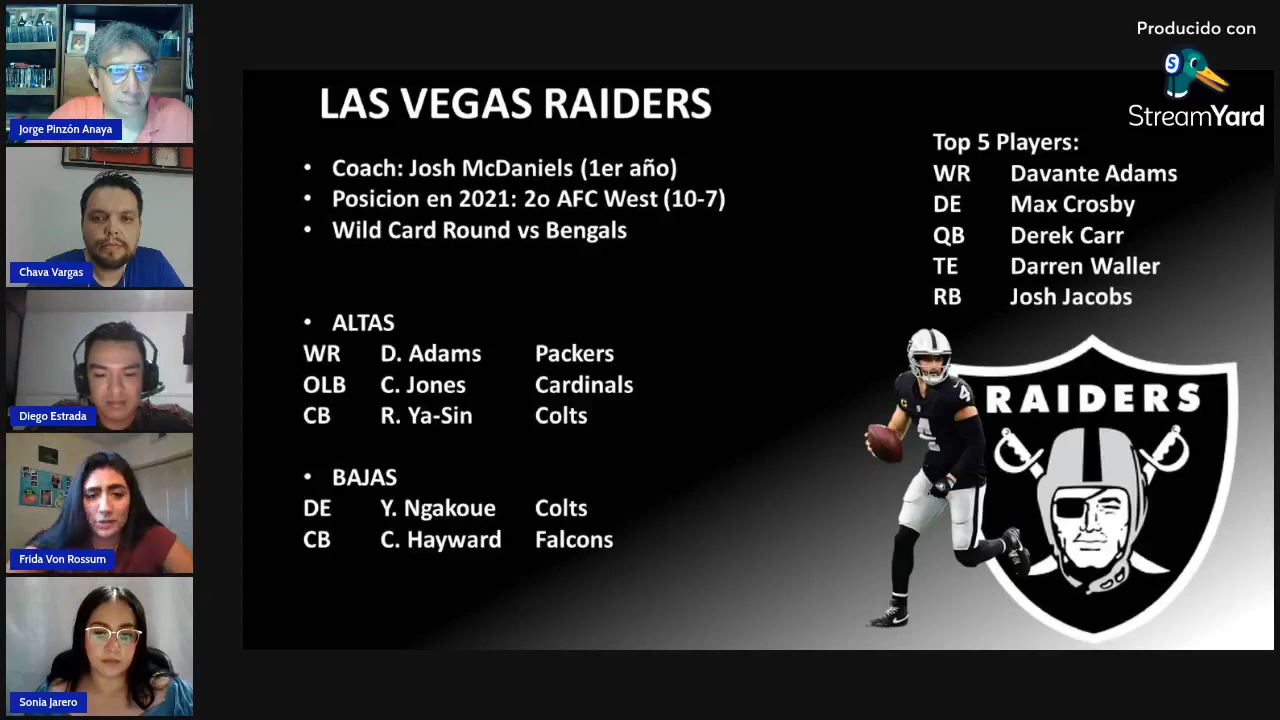 Producido con
StreamYard
Jorge Pinzón Anaya
Chava Vargas
Diego Estrada
Frida Von Rossum
Sonia Jarero
LAS VEGAS RAIDERS
• Coach: Josh McDaniels (1er año)
• Posicion en 2021: 2o AFC West (10-7)
• Wild Card Round vs Bengals
• ALTAS
WR D. Adams Packers
OLB C. Jones Cardinals
CB R. Ya-Sin Colts
• BAJAS
DE Y. Ngakoue Colts
CB C. Hayward Falcons
Top 5 Players:
WR Davante Adams
DE Max Crosby
QB Derek Carr
TE Darren Waller
RB Josh Jacobs
RAIDERS
4
4
S